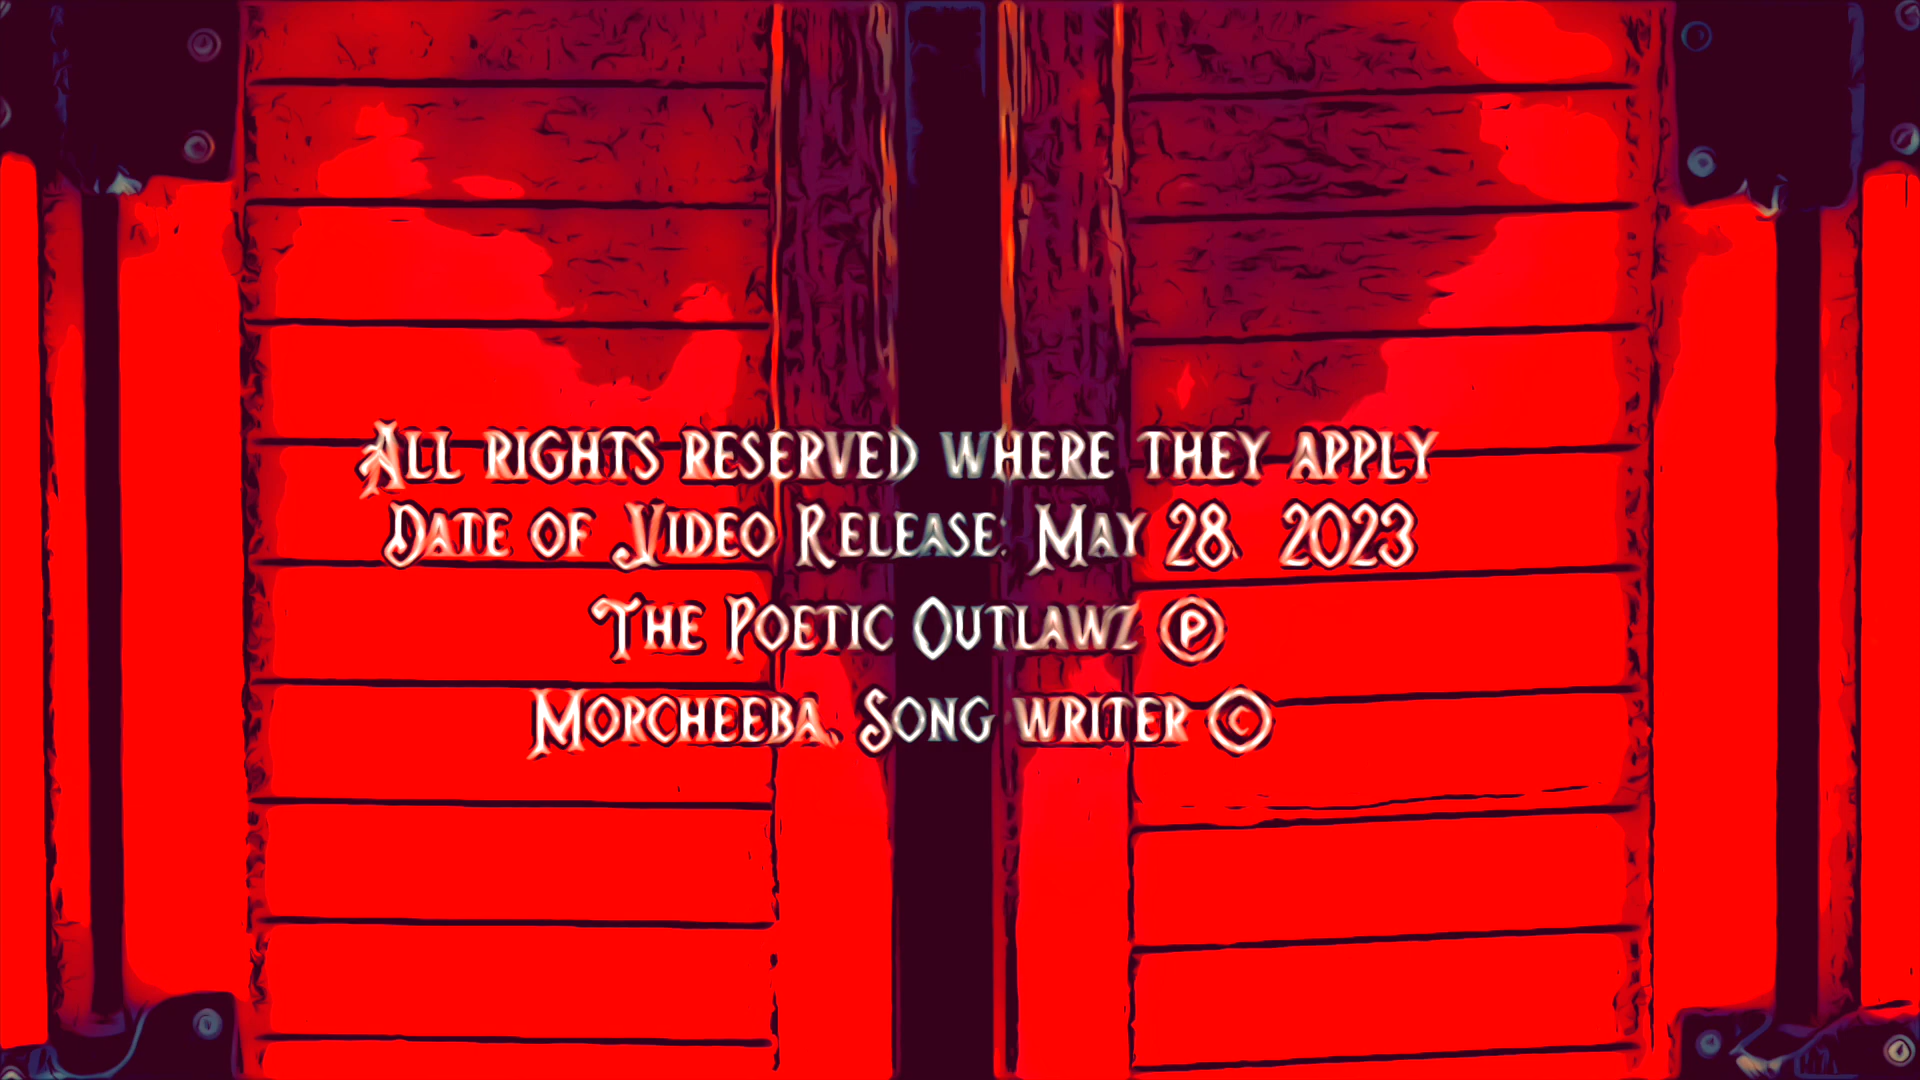 All rights reserved where they apply
Date of Video Release: May 28, 2023
The Poetic Outlawz ℗
Morcheeba, Song writer ©